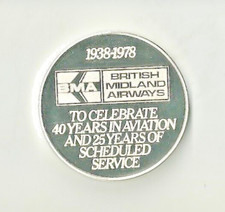 1938-1978
BMA
BRITISH
MIDLAND
AIRWAYS
TO CELEBRATE
40 YEARS IN AVIATION
AND 25 YEARS OF
SCHEDULED
SERVICE